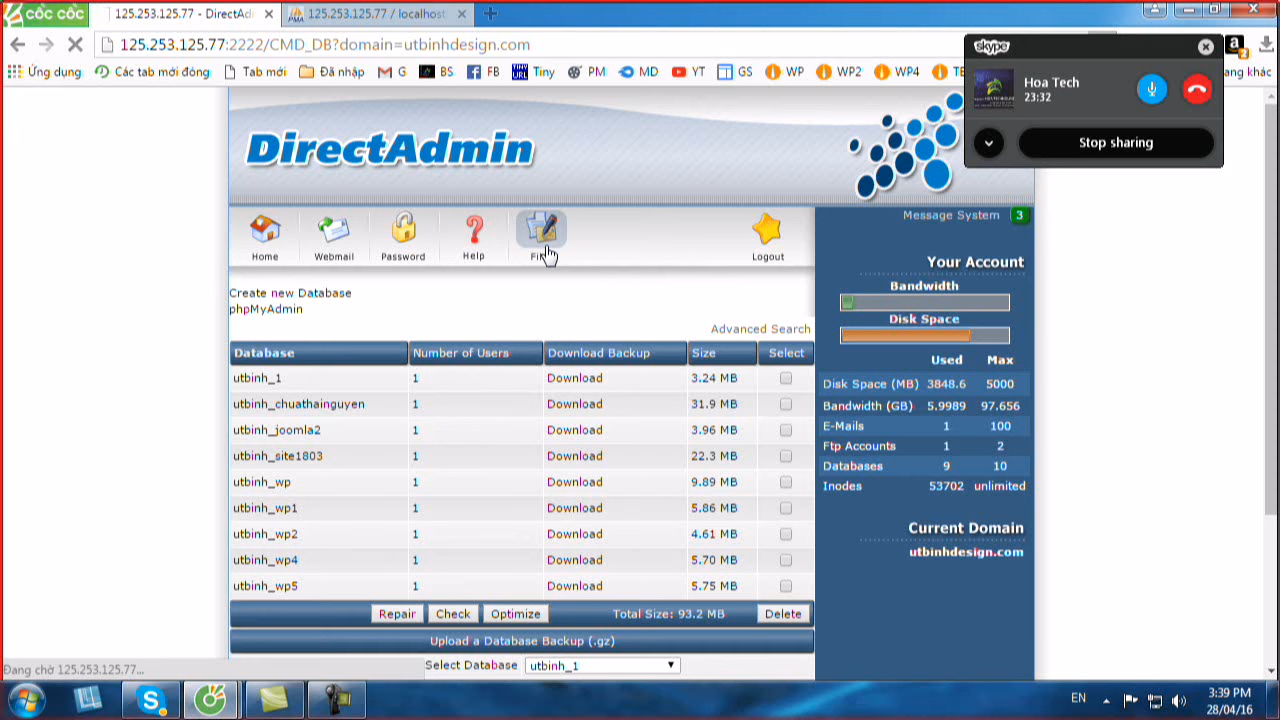 cốc cốc
125.253.125.77 - DirectAdm
125.253.125.77 / localhost
125.253.125.77:2222/CMD_DB?domain=utbinhdesign.com
Ứng dụng
Các tab mới đóng
Tab mới
Đã nhập
G
BS
FB
Tiny
PM
MD
YT
GS
WP
WP2
WP4
TE
ang khác
skype
Hoa Tech
23:32
Stop sharing
DirectAdmin
Home
Webmail
Password
Help
Logout
Message System 3
Create new Database
phpMyAdmin
Advanced Search
Database Number of Users Download Backup Size Select
utbinh_1 1 Download 3.24 MB
utbinh_chuathainguyen 1 Download 31.9 MB
utbinh_joomla2 1 Download 3.96 MB
utbinh_site1803 1 Download 22.3 MB
utbinh_wp 1 Download 9.89 MB
utbinh_wp1 1 Download 5.86 MB
utbinh_wp2 1 Download 4.61 MB
utbinh_wp4 1 Download 5.70 MB
utbinh_wp5 1 Download 5.75 MB
Repair Check Optimize Total Size: 93.2 MB Delete
Upload a Database Backup (.gz)
Select Database utbinh_1
Your Account
Bandwidth
Disk Space
Used Max
Disk Space (MB) 3848.6 5000
Bandwidth (GB) 5.9989 97.656
E-Mails 1 100
Ftp Accounts 1 2
Databases 9 10
Inodes 53702 unlimited
Current Domain
utbinhdesign.com
Đang chờ 125.253.125.77...
EN
3:39 PM
28/04/16